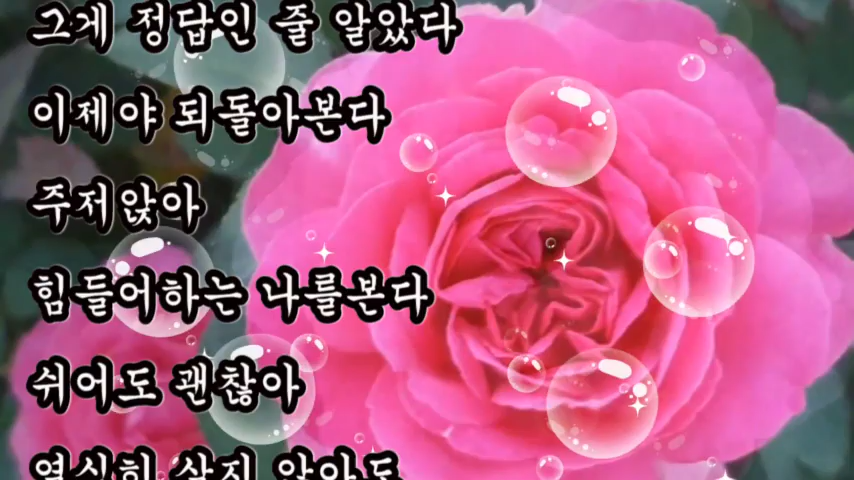 그게 정답인 줄 알았다
이제야 되돌아본다
주저앉아
힘들어하는 나를본다
쉬어도 괜찮아
열심히 살지 않아도